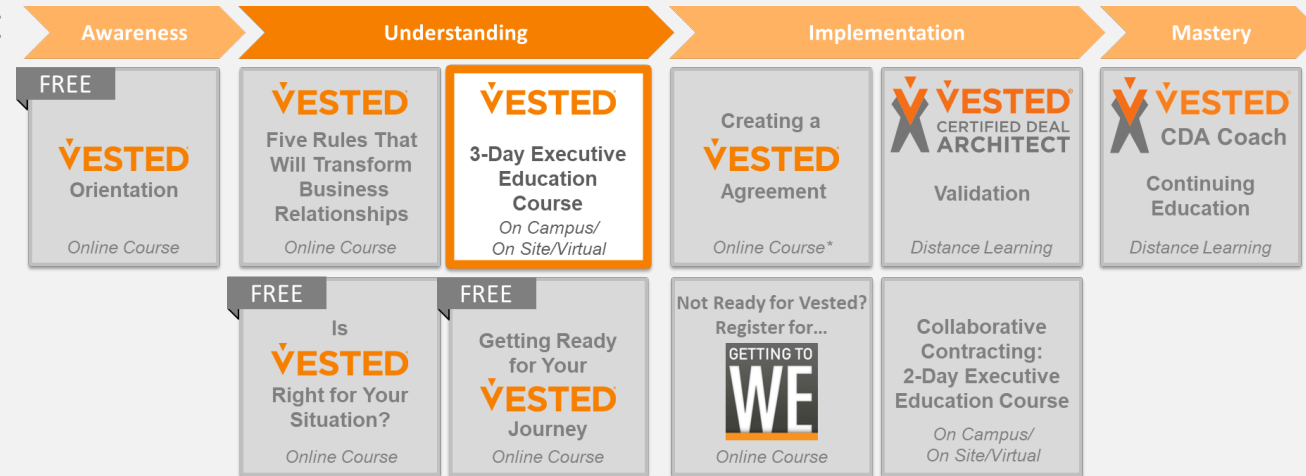 Awareness
Understanding
Implementation
Mastery
FREE
VESTED
Orientation
Online Course
VESTED
Five Rules That
Will Transform
Business
Relationships
Online Course
VESTED
3-Day Executive
Education
Course
On Campus/
On Site/Virtual
Creating a
VESTED
Agreement
Online Course*
VESTED®
CERTIFIED DEAL
ARCHITECT
Validation
Distance Learning
VESTED®
CDA Coach
Continuing
Education
Distance Learning
FREE
Is
VESTED
Right for Your
Situation?
Online Course
FREE
Getting Ready
for Your
VESTED
Journey
Online Course
Not Ready for Vested?
Register for...
GETTING TO
WE
Online Course
Collaborative
Contracting:
2-Day Executive
Education Course
On Campus/
On Site/Virtual